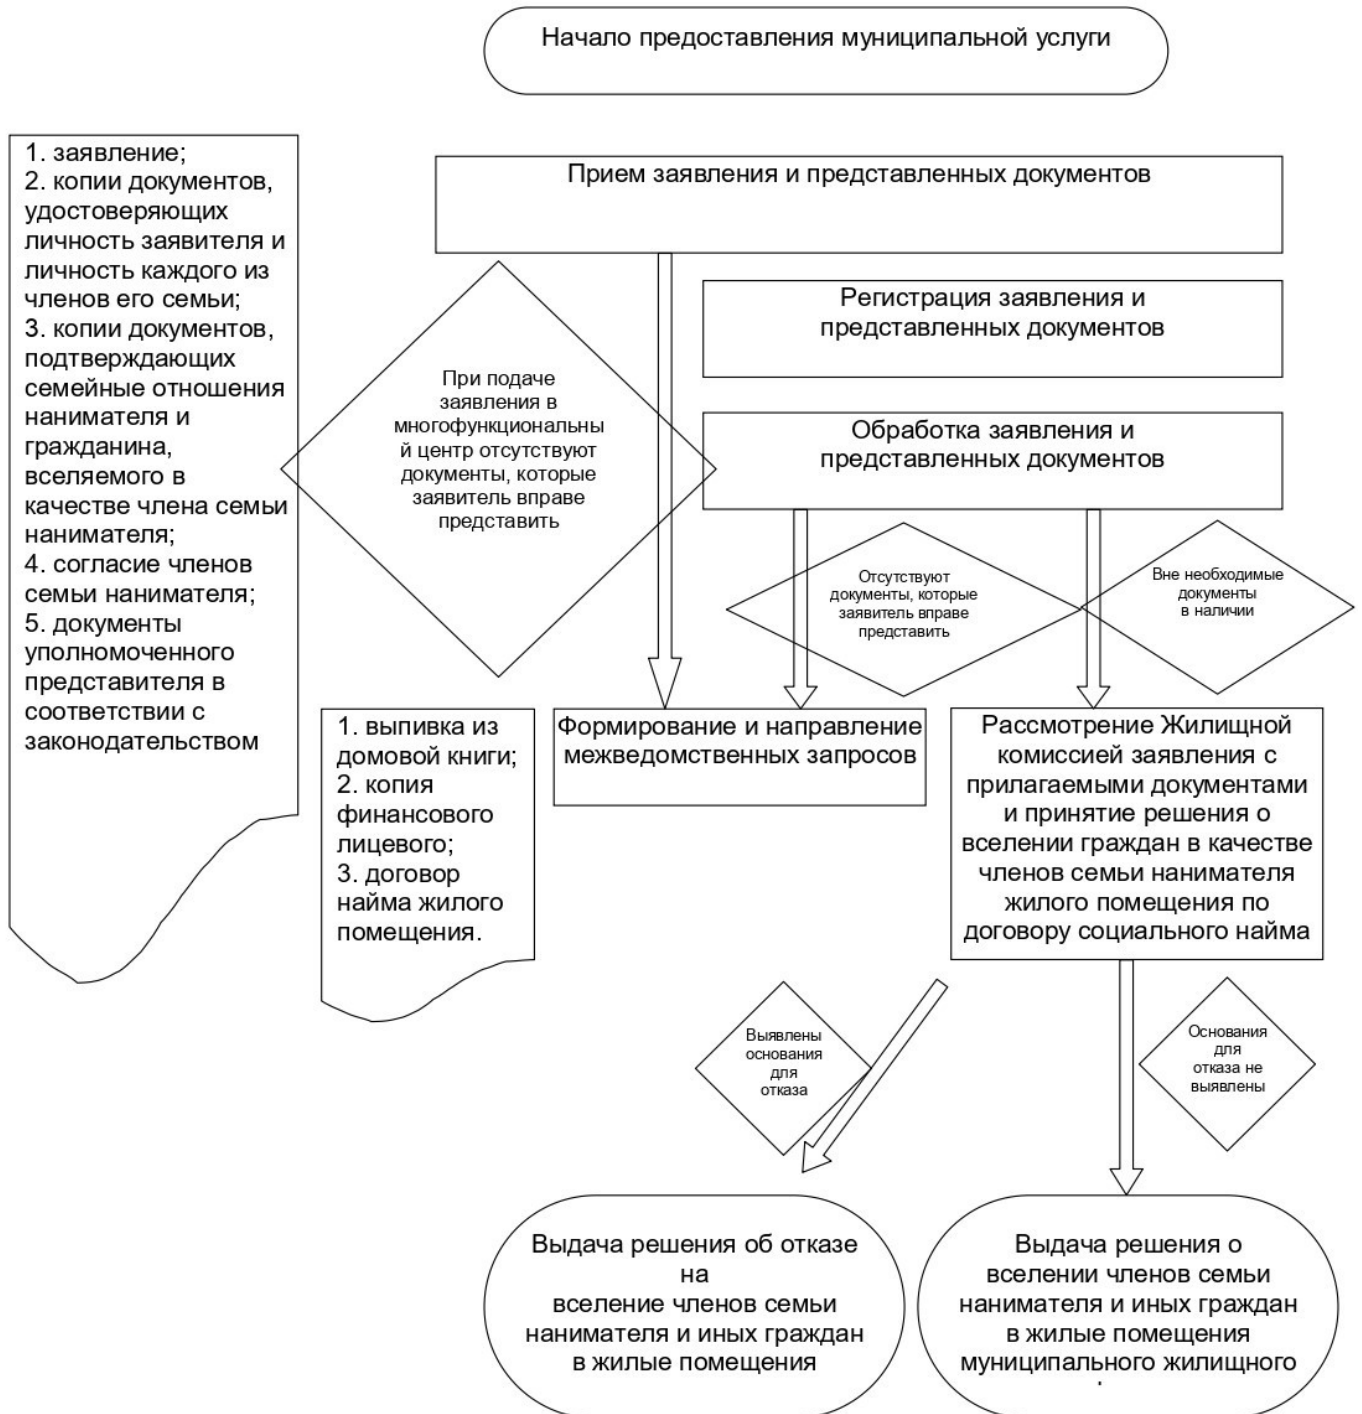 Начало предоставления муниципальной услуги
1. заявление;
2. копии документов,
удостоверяющих
личность заявителя и
личность каждого из
членов его семьи;
3. копии документов,
подтверждающих
семейные отношения
нанимателя и
гражданина,
вселяемого в
качестве члена семьи
нанимателя;
4. согласие членов
семьи нанимателя;
5. документы
уполномоченного
представителя в
соответствии с
законодательством
Прием заявления и представленных документов
Регистрация заявления и
представленных документов
При подаче
заявления в
многофункциональны
й центр отсутствуют
документы, которые
заявитель вправе
представить
Обработка заявления и
представленных документов
Отсутствуют
документы, которые
заявитель вправе
представить
Вне необходимые
документы
в наличии
1. выпивка из
домовой книги;
2. копия
финансового
лицевого;
3. договор
найма жилого
помещения.
Формирование и направление
межведомственных запросов
Рассмотрение Жилищной
комиссией заявления с
прилагаемыми документами
и принятие решения о
вселении граждан в качестве
членов семьи нанимателя
жилого помещения по
договору социального найма
Выявлены
основания
для
отказа
Основания
для
отказа не
выявлены
Выдача решения об отказе
на
вселение членов семьи
нанимателя и иных граждан
в жилые помещения
Выдача решения о
вселении членов семьи
нанимателя и иных граждан
в жилые помещения
муниципального жилищного